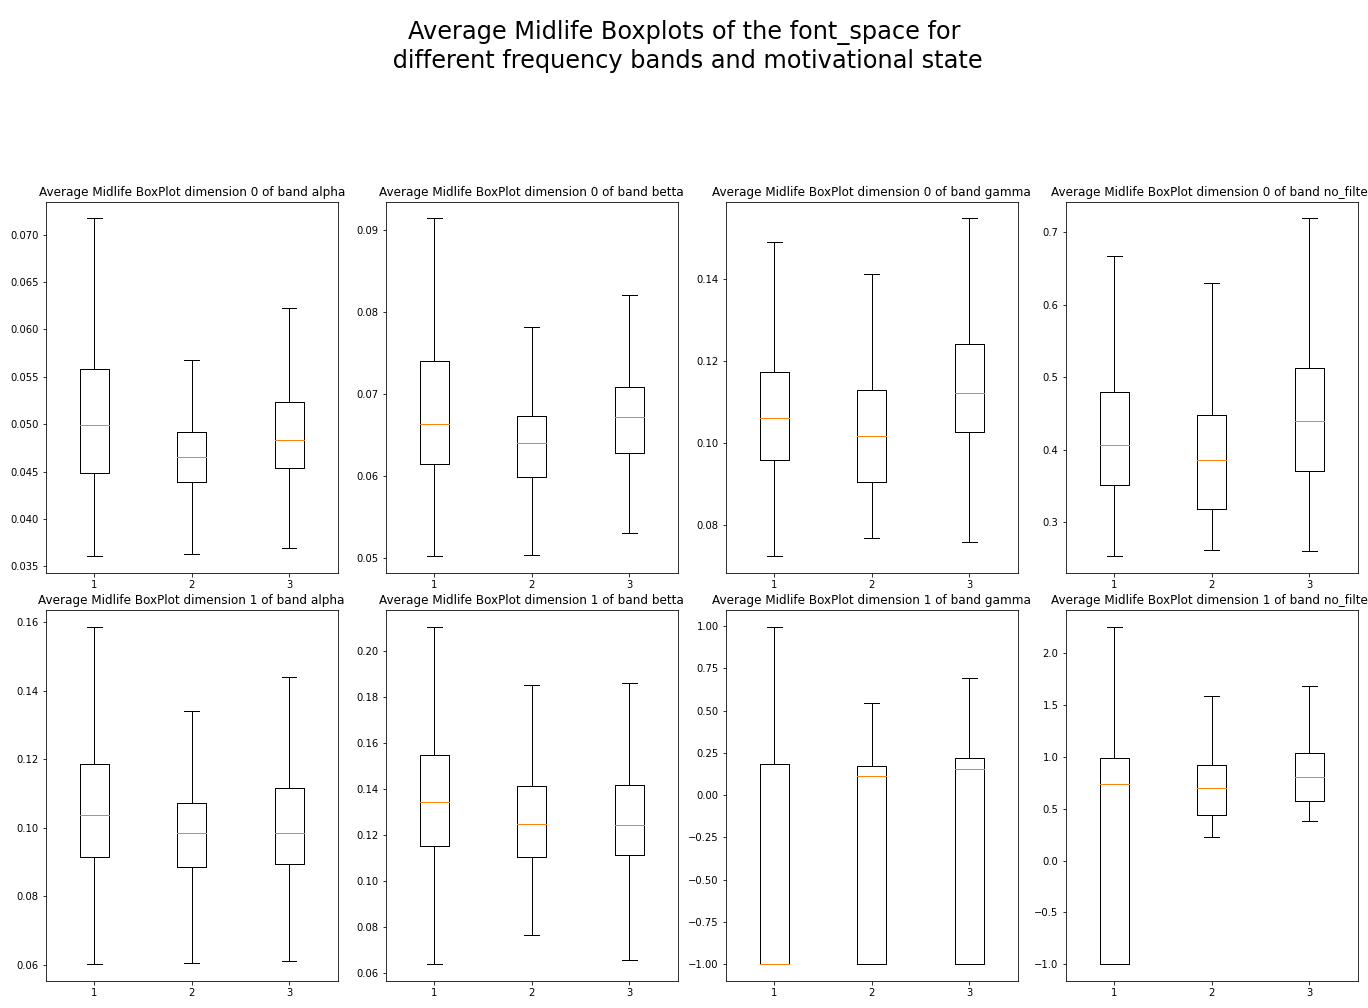 Average Midlife Boxplots of the font_space for
different frequency bands and motivational state
Average Midlife BoxPlot dimension 0 of band alpha
0.070
0.065
0.060
0.055
0.050
0.045
0.040
0.035
1 2 3
Average Midlife BoxPlot dimension 0 of band betta
0.09
0.08
0.07
0.06
0.05
1 2 3
Average Midlife BoxPlot dimension 0 of band gamma
0.14
0.12
0.10
0.08
1 2 3
Average Midlife BoxPlot dimension 0 of band no_filte
0.7
0.6
0.5
0.4
0.3
1 2 3
Average Midlife BoxPlot dimension 1 of band alpha
0.16
0.14
0.12
0.10
0.08
0.06
1 2 3
Average Midlife BoxPlot dimension 1 of band betta
0.20
0.18
0.16
0.14
0.12
0.10
0.08
0.06
1 2 3
Average Midlife BoxPlot dimension 1 of band gamma
1.00
0.75
0.50
0.25
0.00
−0.25
−0.50
−0.75
−1.00
1 2 3
Average Midlife BoxPlot dimension 1 of band no_filte
2.0
1.5
1.0
0.5
0.0
−0.5
−1.0
1 2 3